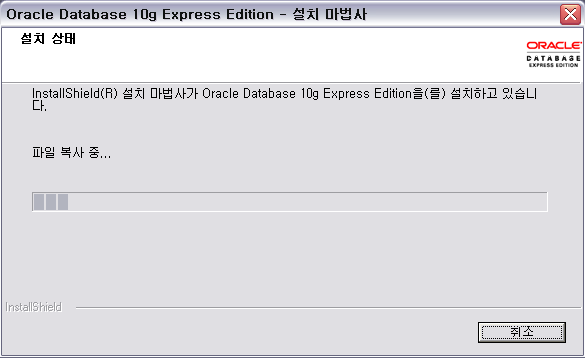 Oracle Database 10g Express Edition - 설치 마법사
설치 상태
ORACLE
DATABASE
EXPRESS EDITION
InstallShield(R) 설치 마법사가 Oracle Database 10g Express Edition을(를) 설치하고 있습니
다.
파일 복사 중...
InstallShield
취소